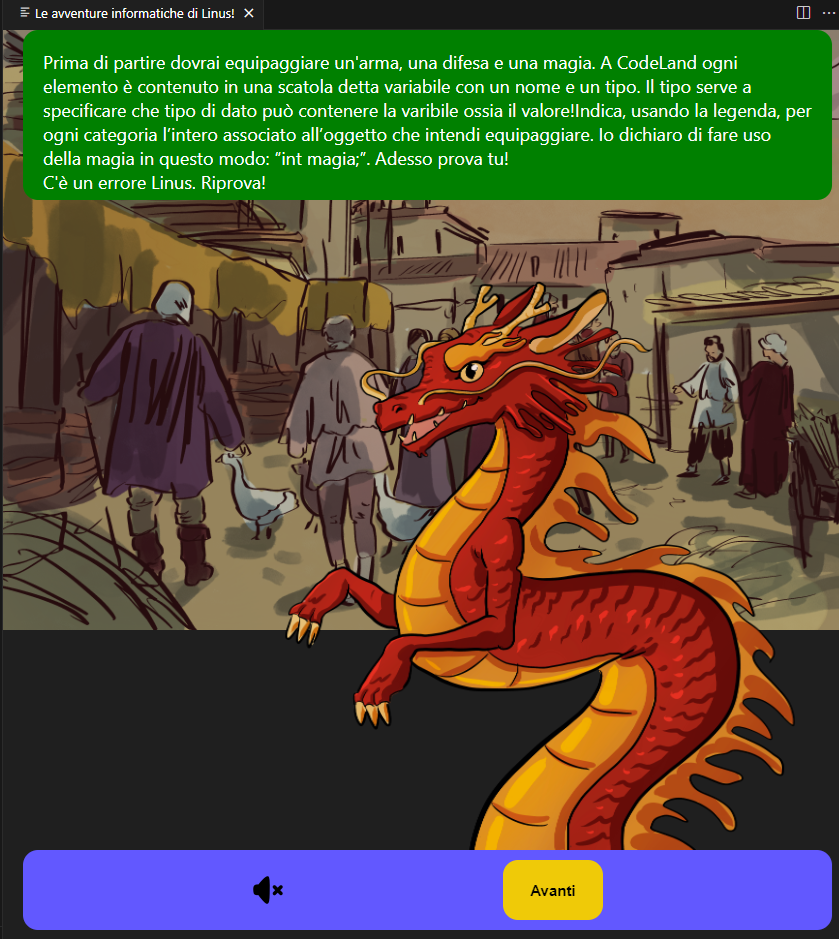 Le avventure informatiche di Linus!
Prima di partire dovrai equipaggiare un'arma, una difesa e una magia. A CodeLand ogni
elemento è contenuto in una scatola detta variabile con un nome e un tipo. Il tipo serve a
specificare che tipo di dato può contenere la varibile ossia il valore!Indica, usando la legenda, per
ogni categoria l’intero associato all’oggetto che intendi equipaggiare. Io dichiaro di fare uso
della magia in questo modo: “int magia;”. Adesso prova tu!
C'è un errore Linus. Riprova!
Avanti